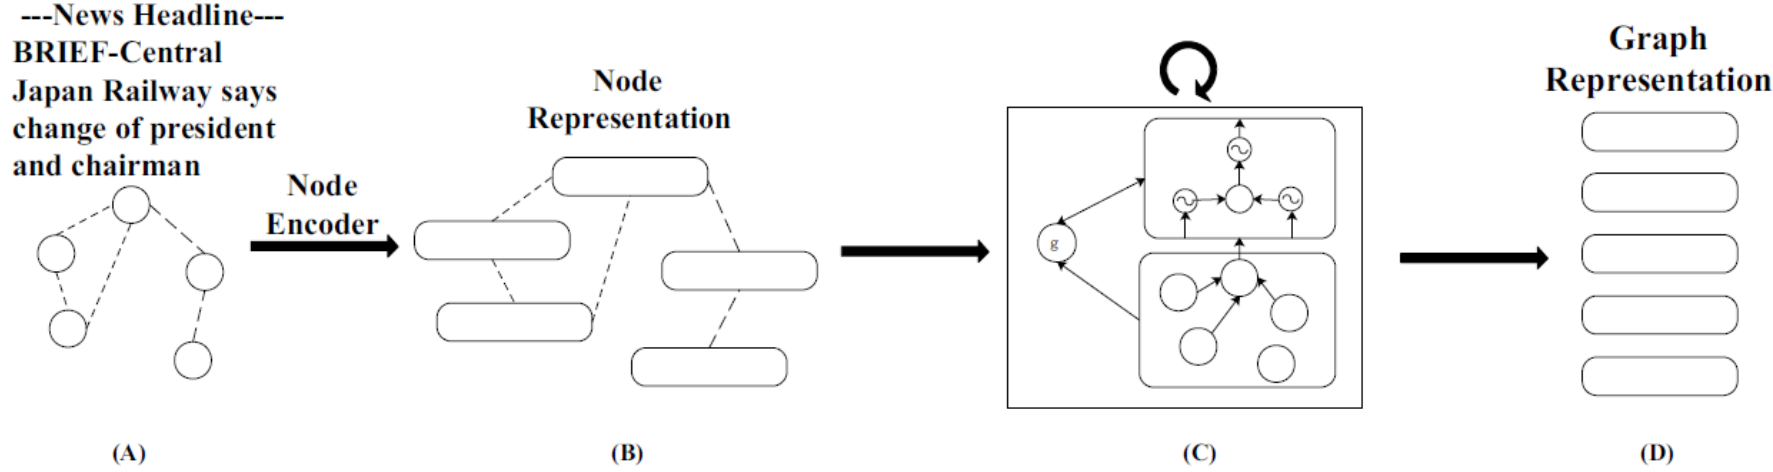 ---News Headline---
BRIEF-Central
Japan Railway says
change of president
and chairman
Node
Encoder
Node
Representation
g
Graph
Representation
(A)
(B)
(C)
(D)